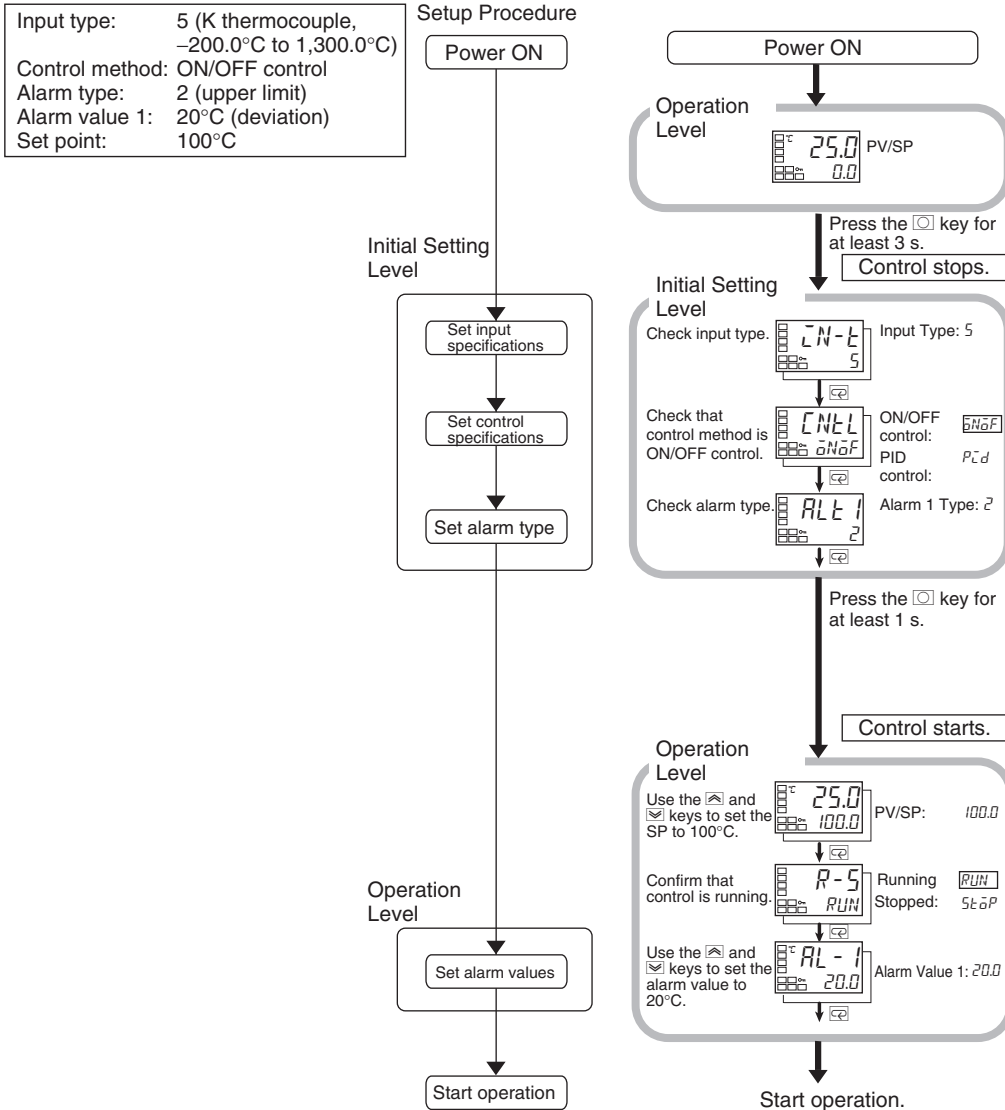 Input type: 5 (K thermocouple,
–200.0°C to 1,300.0°C)
Control method: ON/OFF control
Alarm type: 2 (upper limit)
Alarm value 1: 20°C (deviation)
Set point: 100°C
Setup Procedure
Power ON
Initial Setting
Level
Set input
specifications
Set control
specifications
Set alarm type
Operation
Level
Set alarm values
Start operation
Power ON
Operation
Level
°C
25.0
0.0
PV/SP
Press the key for
at least 3 s.
Control stops.
Initial Setting
Level
Check input type.
IN-t
5
Input Type: 5
Check that
control method is
ON/OFF control.
CNtL
oNoF
ON/OFF
control:
oNoF
PID
control:
Pid
Check alarm type.
ALt1
2
Alarm 1 Type: 2
Press the key for
at least 1 s.
Control starts.
Operation
Level
Use the and
keys to set the
SP to 100°C.
°C
25.0
100.0
PV/SP: 100.0
Confirm that
control is running.
R-S
RUN
Running RUN
Stopped: StoP
Use the and
keys to set the
alarm value to
20°C.
°C
AL-1
20.0
Alarm Value 1: 20.0
Start operation.